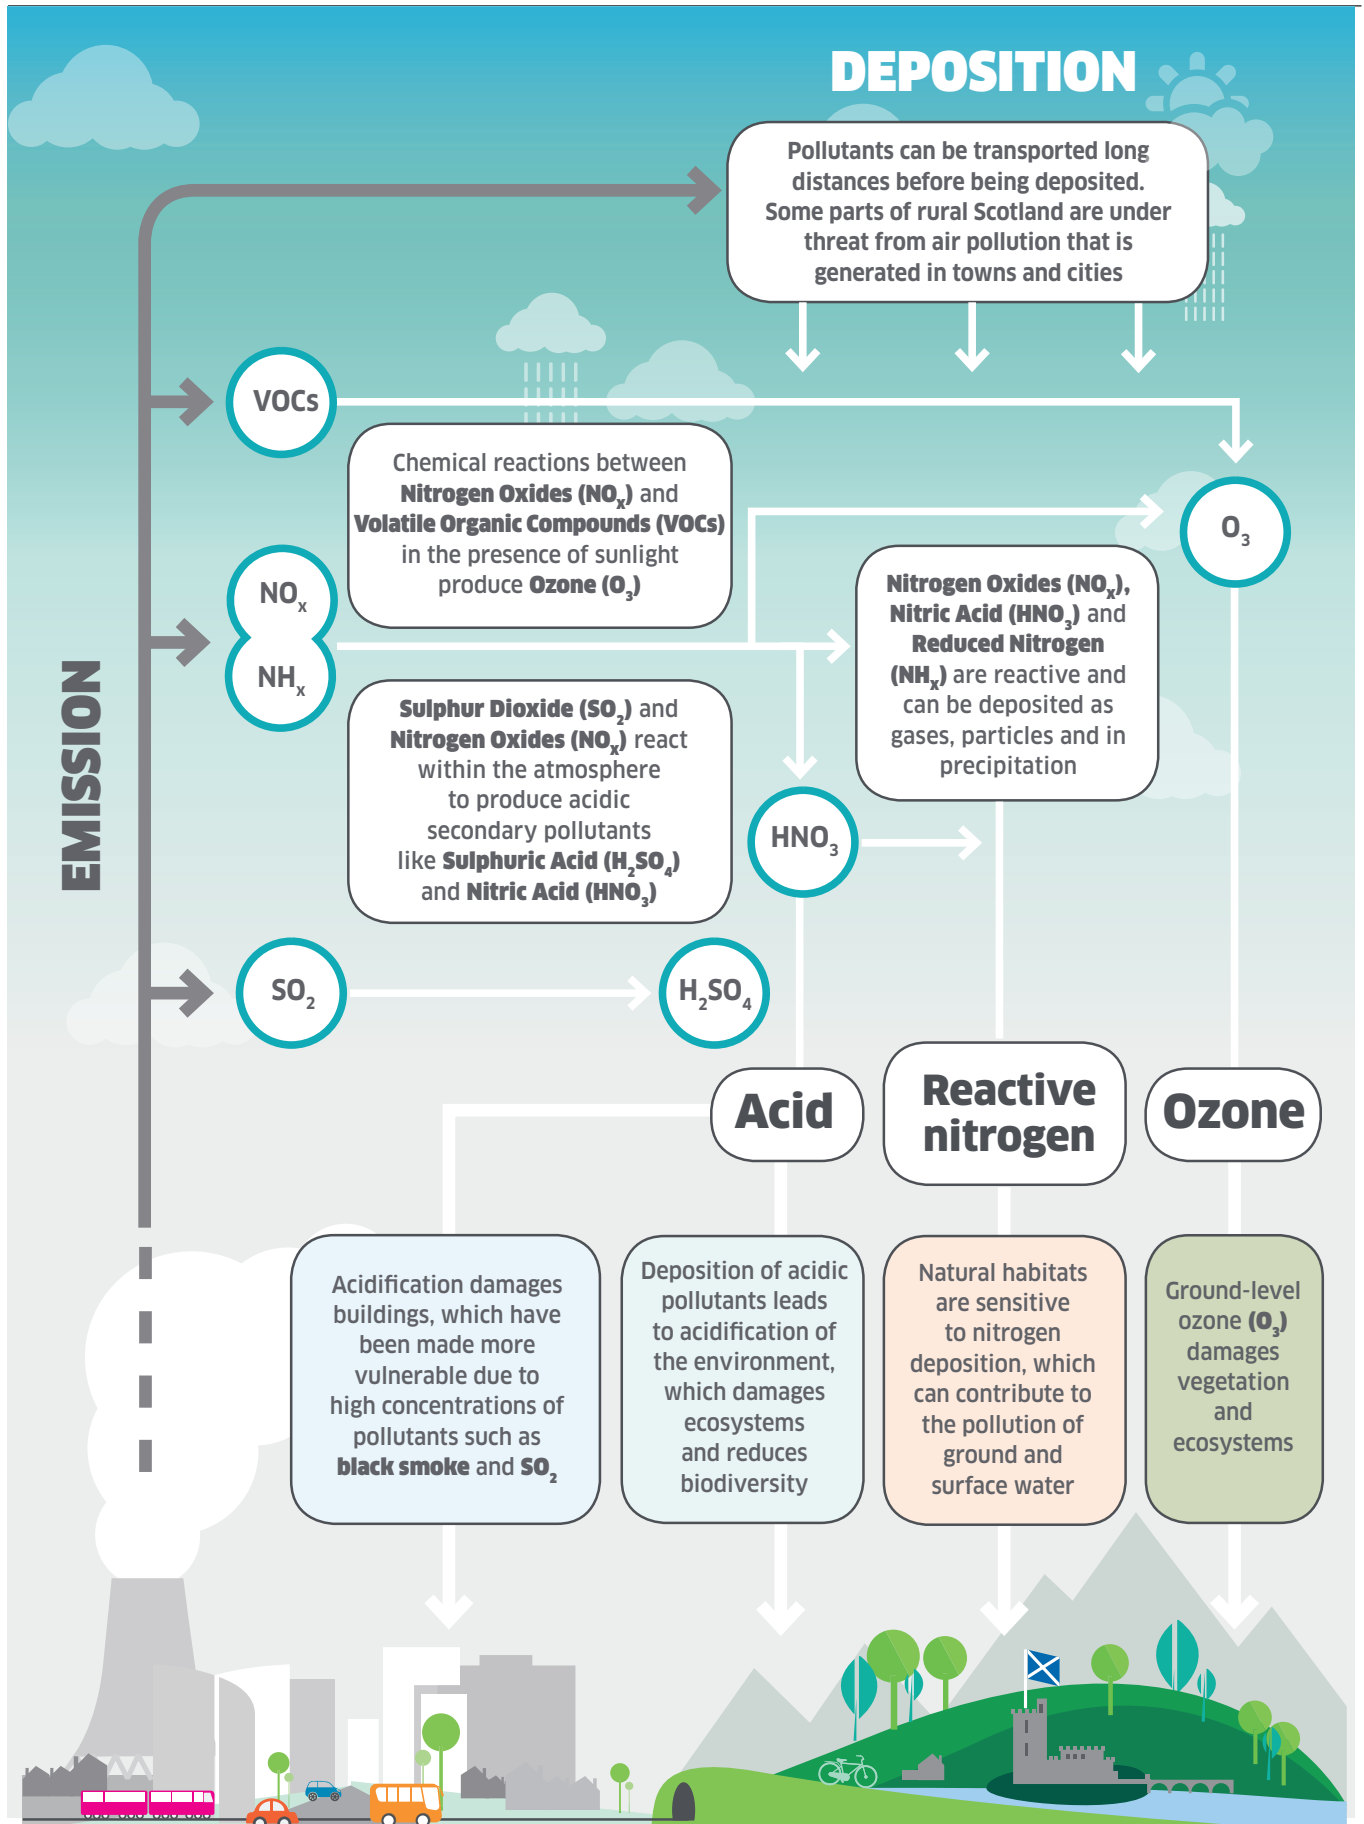 DEPOSITION
Pollutants can be transported long
distances before being deposited.
Some parts of rural Scotland are under
threat from air pollution that is
generated in towns and cities
EMISSION
VOCs
Chemical reactions between
Nitrogen Oxides (NOₓ) and
Volatile Organic Compounds (VOCs)
in the presence of sunlight
produce Ozone (O₃)
O₃
NOₓ
NHₓ
Nitrogen Oxides (NOₓ),
Nitric Acid (HNO₃) and
Reduced Nitrogen
(NHₓ) are reactive and
can be deposited as
gases, particles and in
precipitation
Sulphur Dioxide (SO₂) and
Nitrogen Oxides (NOₓ) react
within the atmosphere
to produce acidic
secondary pollutants
like Sulphuric Acid (H₂SO₄)
and Nitric Acid (HNO₃)
HNO₃
SO₂
H₂SO₄
Acid
Reactive
nitrogen
Ozone
Acidification damages
buildings, which have
been made more
vulnerable due to
high concentrations of
pollutants such as
black smoke and SO₂
Deposition of acidic
pollutants leads
to acidification of
the environment,
which damages
ecosystems
and reduces
biodiversity
Natural habitats
are sensitive
to nitrogen
deposition, which
can contribute to
the pollution of
ground and
surface water
Ground-level
ozone (O₃)
damages
vegetation
and
ecosystems